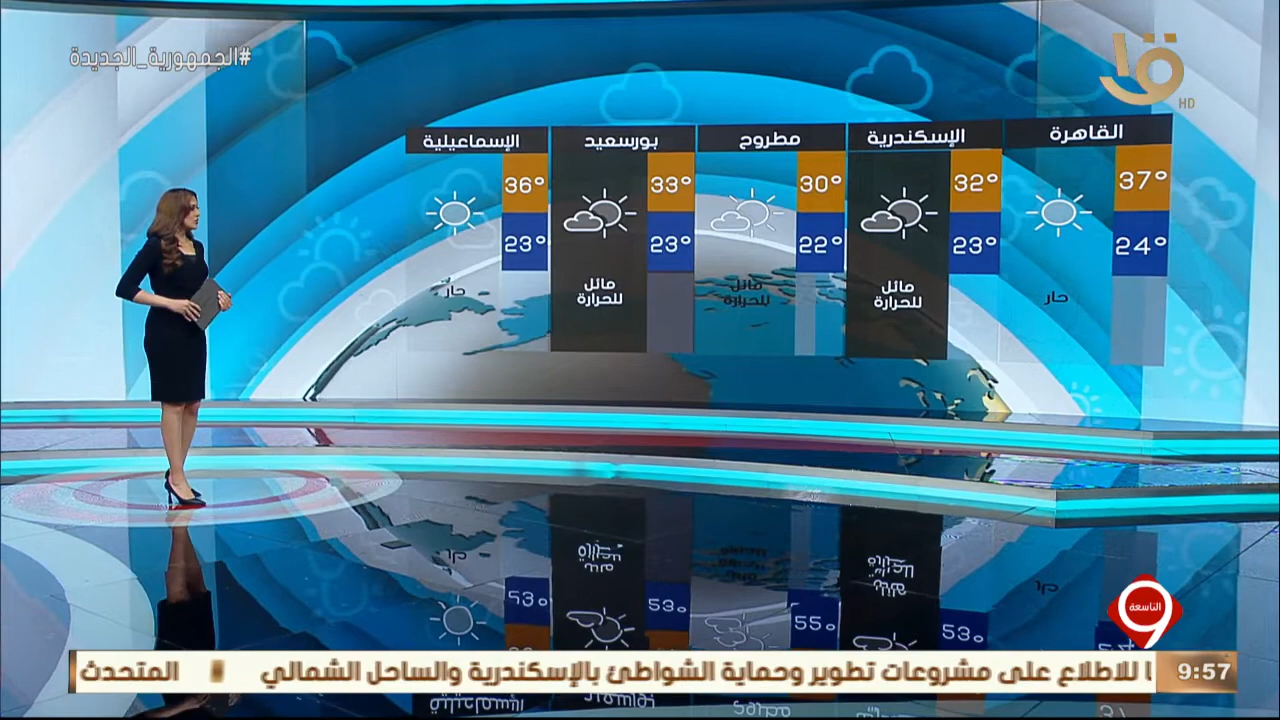 #الجمهورية_الجديدة
HD
القاهرة
37°
24°
حار
الإسكندرية
32°
23°
مائل
للحرارة
مطروح
30°
22°
مائل
للحرارة
بورسعيد
33°
23°
مائل
للحرارة
الإسماعيلية
36°
23°
حار
التاسعة
9
9:57
ا للاطلاع على مشروعات تطوير وحماية الشواطئ بالإسكندرية والساحل الشمالي
المتحدث